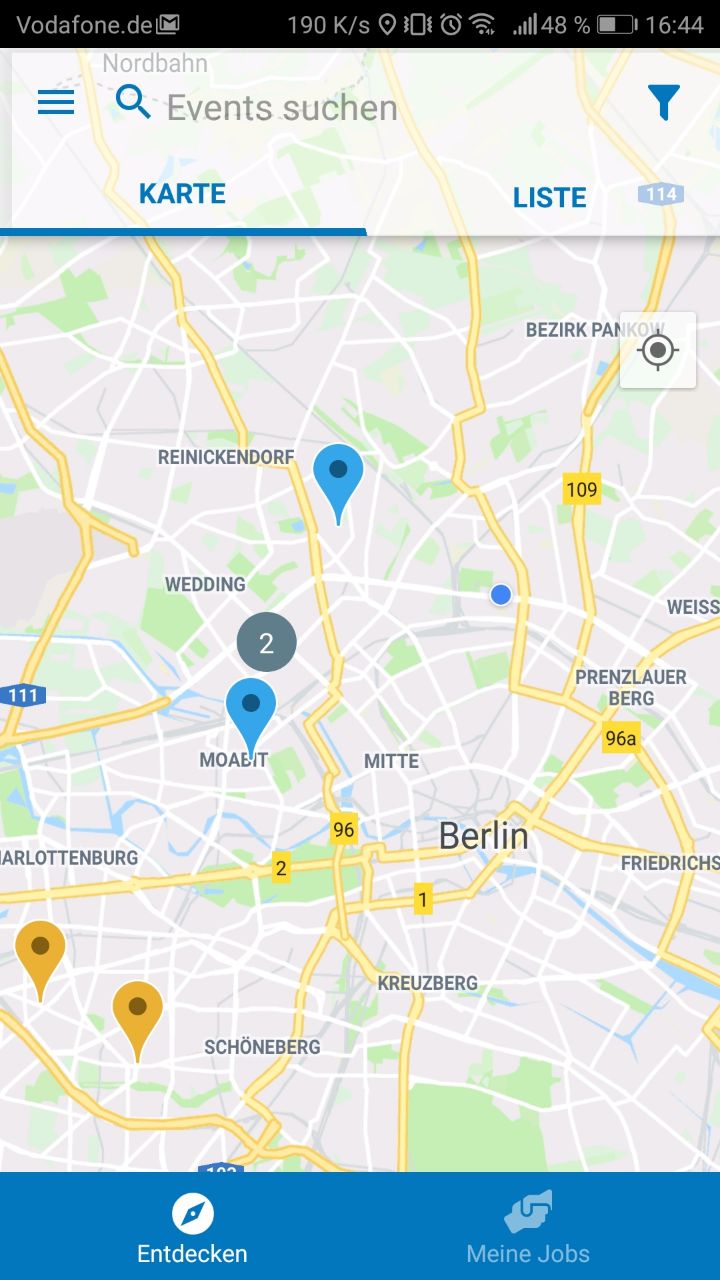 Vodafone.de 190 K/s 48 % 16:44
Nordbahn
Events suchen
KARTE LISTE 114
BEZIRK PANKOW
REINICKENDORF
109
WEDDING
WEISS
2
PRENZLAUER
BERG
111
96a
MOABIT MITTE
96
Berlin
HARLOTTENBURG
2
FRIEDRICHS
1
KREUZBERG
SCHÖNEBERG
Entdecken Meine Jobs